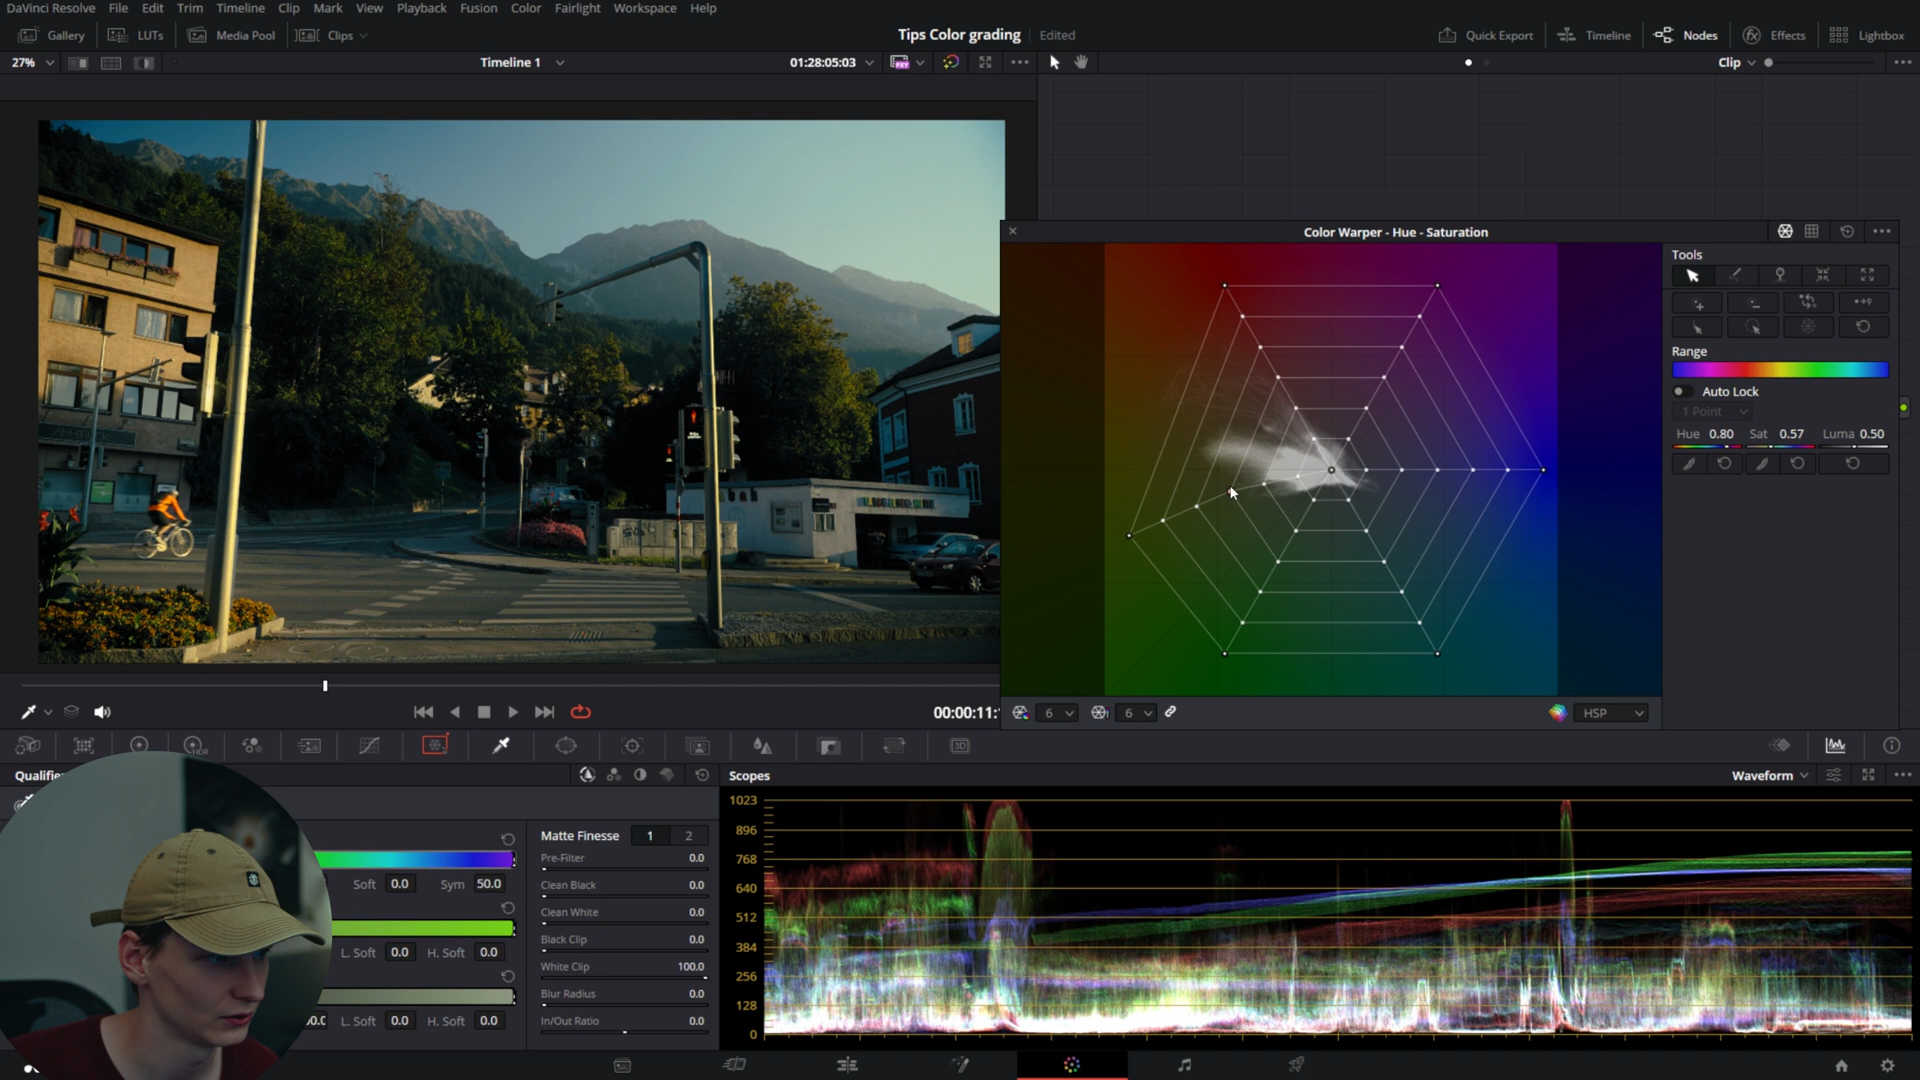 DaVinci Resolve File Edit Trim Timeline Clip Mark View Playback Fusion Color Fairlight Workspace Help
Gallery LUTs Media Pool Clips Tips Color grading Edited Quick Export Timeline Nodes Effects Lightbox
27% Timeline 1 01:28:05:03 Clip
Color Warper - Hue - Saturation
Tools
Range
Auto Lock
1 Point
Hue 0.80 Sat 0.57 Luma 0.50
6 6 HSP
00:00:11:
HDR
3D
Qualifie
Scopes
Waveform
Matte Finesse 1 2
Pre-Filter 0.0
Clean Black 0.0
Clean White 0.0
Black Clip 0.0
White Clip 100.0
Blur Radius 0.0
In/Out Ratio 0.0
Soft 0.0 Sym 50.0
L. Soft 0.0 H. Soft 0.0
L. Soft 0.0 H. Soft 0.0
1023
896
768
640
512
384
256
128
0